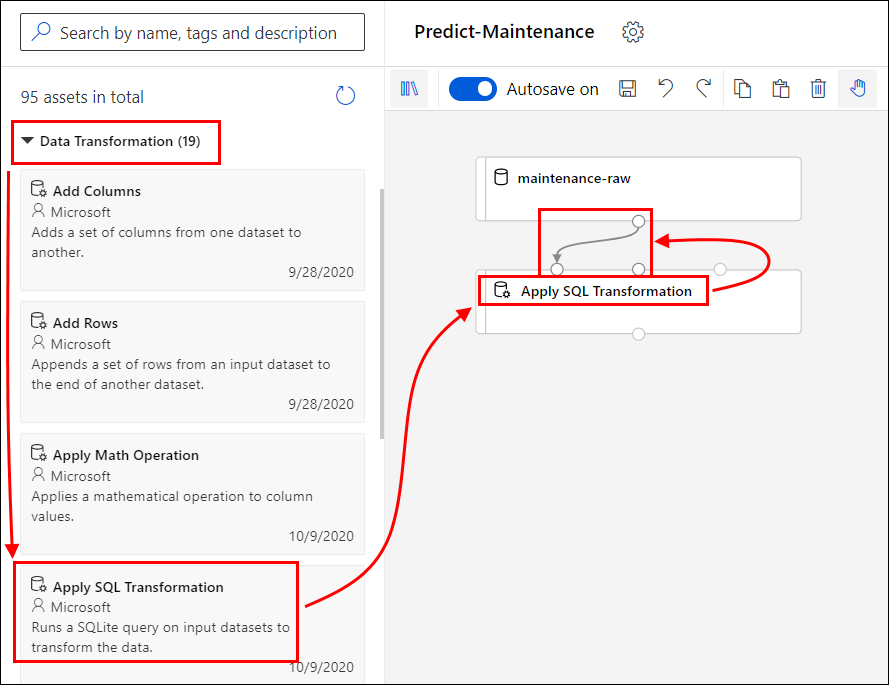 Search by name, tags and description
95 assets in total
Data Transformation (19)
Add Columns
Microsoft
Adds a set of columns from one dataset to
another.
9/28/2020
Add Rows
Microsoft
Appends a set of rows from an input dataset to
the end of another dataset.
9/28/2020
Apply Math Operation
Microsoft
Applies a mathematical operation to column
values.
10/9/2020
Apply SQL Transformation
Microsoft
Runs a SQLite query on input datasets to
transform the data.
10/9/2020
Predict-Maintenance
Autosave on
maintenance-raw
Apply SQL Transformation